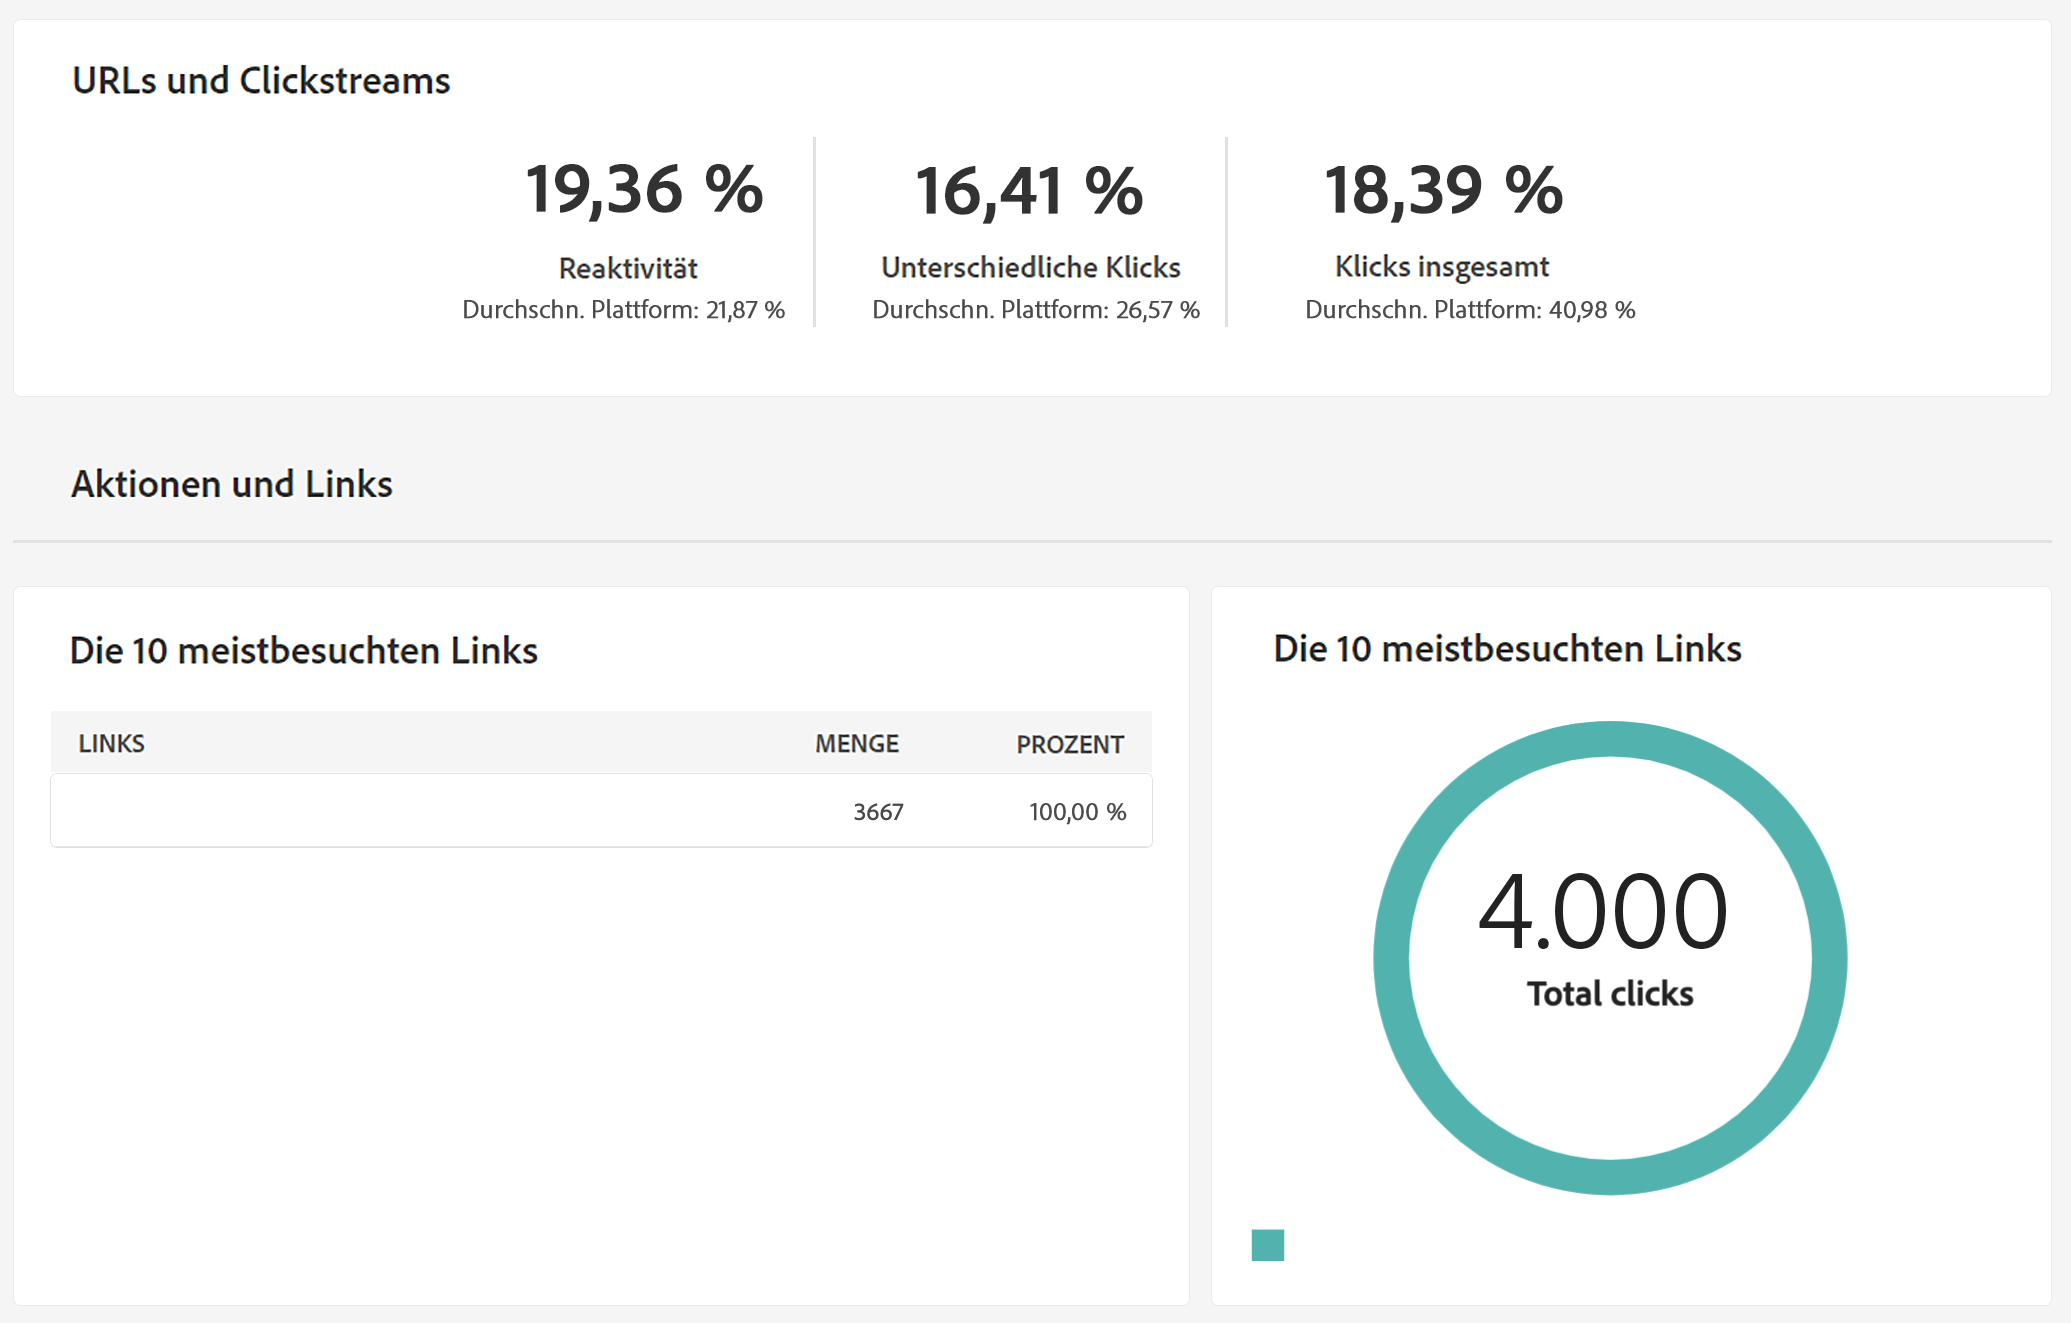 URLs und Clickstreams
19,36 %
16,41 %
18,39 %
Reaktivität
Unterschiedliche Klicks
Klicks insgesamt
Durchschn. Plattform: 21,87 %
Durchschn. Plattform: 26,57 %
Durchschn. Plattform: 40,98 %
Aktionen und Links
Die 10 meistbesuchten Links
LINKS MENGE PROZENT
3667 100,00 %
Die 10 meistbesuchten Links
4.000
Total clicks